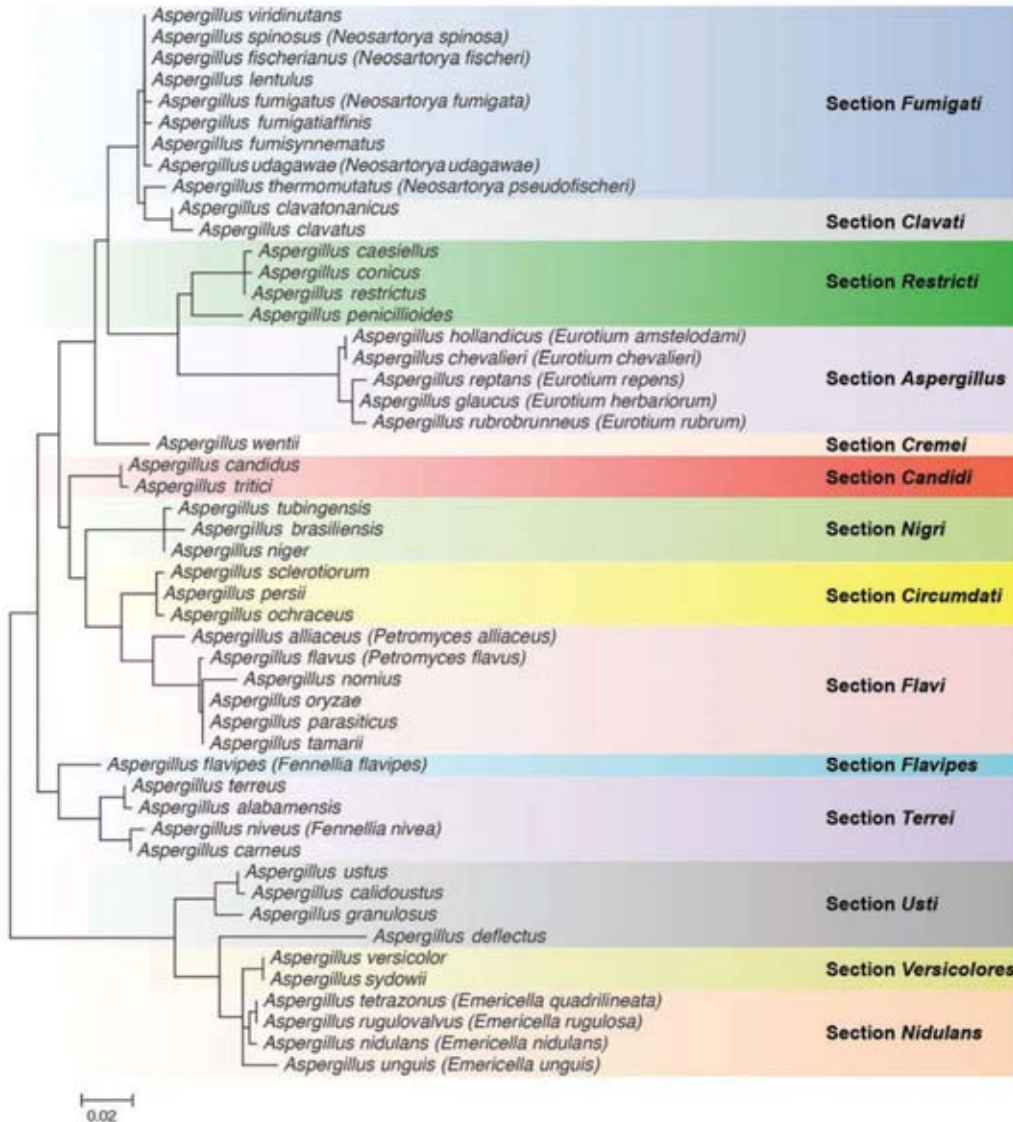 Aspergillus viridinutans
Aspergillus spinosus (Neosartorya spinosa)
Aspergillus fischerianus (Neosartorya fischeri)
Aspergillus lentulus
Aspergillus fumigatus (Neosartorya fumigata)
Section Fumigati
Aspergillus fumigatiaffinis
Aspergillus fumisynnematus
Aspergillus udagawae (Neosartorya udagawae)
Aspergillus thermomutatus (Neosartorya pseudofischeri)
Aspergillus clavatonanicus
Section Clavati
Aspergillus clavatus
Aspergillus caesiellus
Aspergillus conicus
Section Restricti
Aspergillus restrictus
Aspergillus penicillioides
Aspergillus hollandicus (Eurotium amstelodami)
Aspergillus chevalieri (Eurotium chevalieri)
Aspergillus reptans (Eurotium repens)
Section Aspergillus
Aspergillus glaucus (Eurotium herbariorum)
Aspergillus rubrobrunneus (Eurotium rubrum)
Aspergillus wentii
Section Cremei
Aspergillus candidus
Section Candidi
Aspergillus tritici
Aspergillus tubingensis
Aspergillus brasiliensis
Section Nigri
Aspergillus niger
Aspergillus sclerotiorum
Aspergillus persii
Section Circumdati
Aspergillus ochraceus
Aspergillus alliaceus (Petromyces alliaceus)
Aspergillus flavus (Petromyces flavus)
Aspergillus nomius
Section Flavi
Aspergillus oryzae
Aspergillus parasiticus
Aspergillus tamarii
Aspergillus flavipes (Fennellia flavipes)
Section Flavipes
Aspergillus terreus
Aspergillus alabamensis
Section Terrei
Aspergillus niveus (Fennellia nivea)
Aspergillus carneus
Aspergillus ustus
Aspergillus calidoustus
Section Usti
Aspergillus granulosus
Aspergillus deflectus
Aspergillus versicolor
Section Versicolores
Aspergillus sydowii
Aspergillus tetrazonus (Emericella quadrilineata)
Aspergillus rugulovalvus (Emericella rugulosa)
Section Nidulans
Aspergillus nidulans (Emericella nidulans)
Aspergillus unguis (Emericella unguis)
0.02